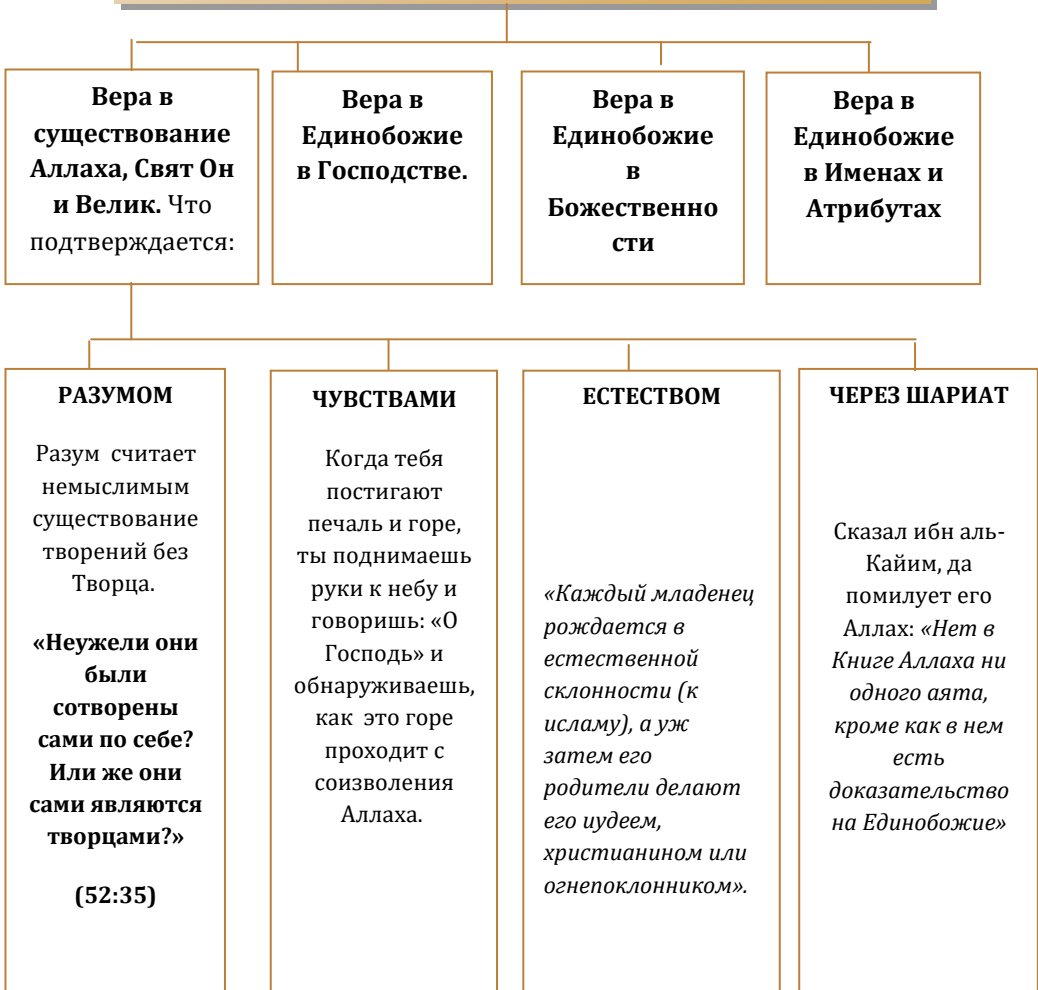 Вера в
существование
Аллаха, Свят Он
и Велик. Что
подтверждается:
Вера в
Единобожие
в Господстве.
Вера в
Единобожие
в
Божественно
сти
Вера в
Единобожие
в Именах и
Атрибутах
РАЗУМОМ
Разум считает
немыслимым
существование
творений без
Творца.
«Неужели они
были
сотворены
сами по себе?
Или же они
сами являются
творцами?»
(52:35)
ЧУВСТВАМИ
Когда тебя
постигают
печаль и горе,
ты поднимаешь
руки к небу и
говоришь: «О
Господь» и
обнаруживаешь,
как это горе
проходит с
соизволения
Аллаха.
ЕСТЕСТВОМ
«Каждый младенец
рождается в
естественной
склонности (к
исламу), а уж
затем его
родители делают
его иудеем,
христианином или
огнепоклонником».
ЧЕРЕЗ ШАРИАТ
Сказал ибн аль-
Кайим, да
помилует его
Аллах: «Нет в
Книге Аллаха ни
одного аята,
кроме как в нем
есть
доказательство
на Единобожие»